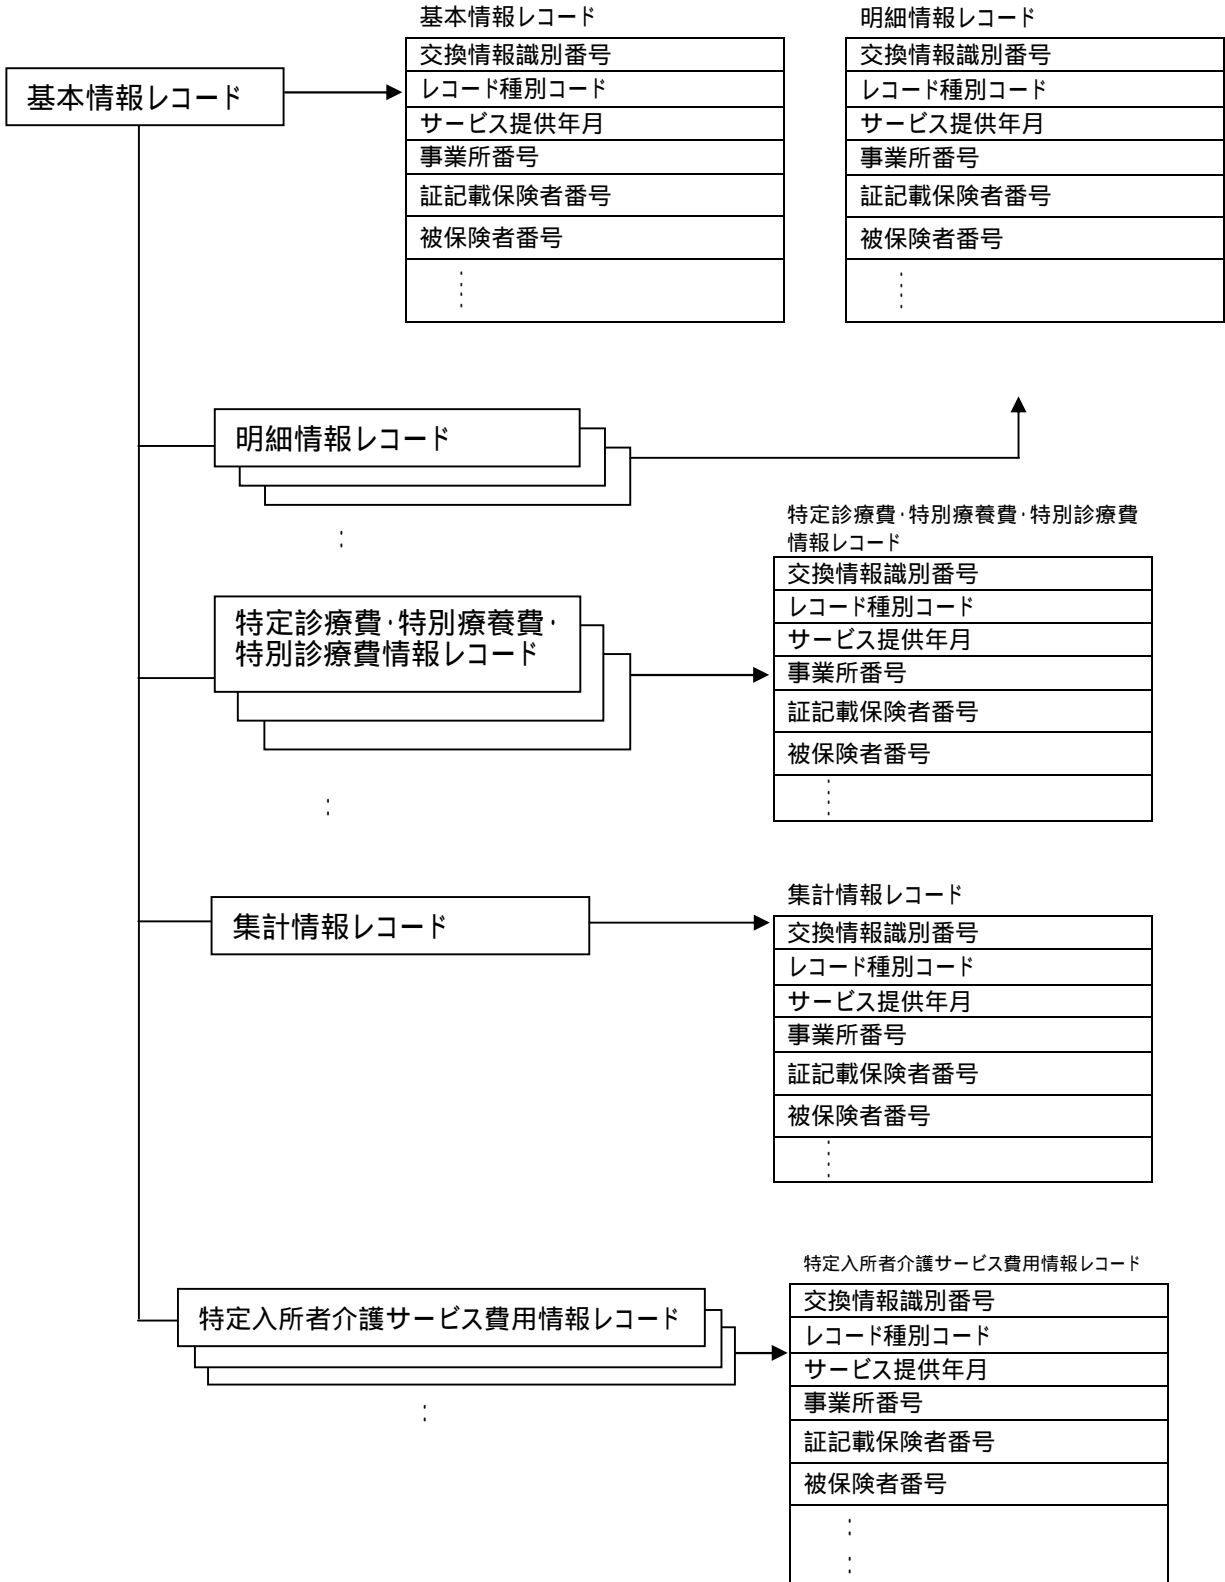 基本情報レコード
基本情報レコード
交換情報識別番号
レコード種別コード
サービス提供年月
事業所番号
証記載保険者番号
被保険者番号
明細情報レコード
交換情報識別番号
レコード種別コード
サービス提供年月
事業所番号
証記載保険者番号
被保険者番号
明細情報レコード
特定診療費・特別療養費・
特別診療費情報レコード
特定診療費・特別療養費・特別診療費
情報レコード
交換情報識別番号
レコード種別コード
サービス提供年月
事業所番号
証記載保険者番号
被保険者番号
集計情報レコード
集計情報レコード
交換情報識別番号
レコード種別コード
サービス提供年月
事業所番号
証記載保険者番号
被保険者番号
特定入所者介護サービス費用情報レコード
特定入所者介護サービス費用情報レコード
交換情報識別番号
レコード種別コード
サービス提供年月
事業所番号
証記載保険者番号
被保険者番号